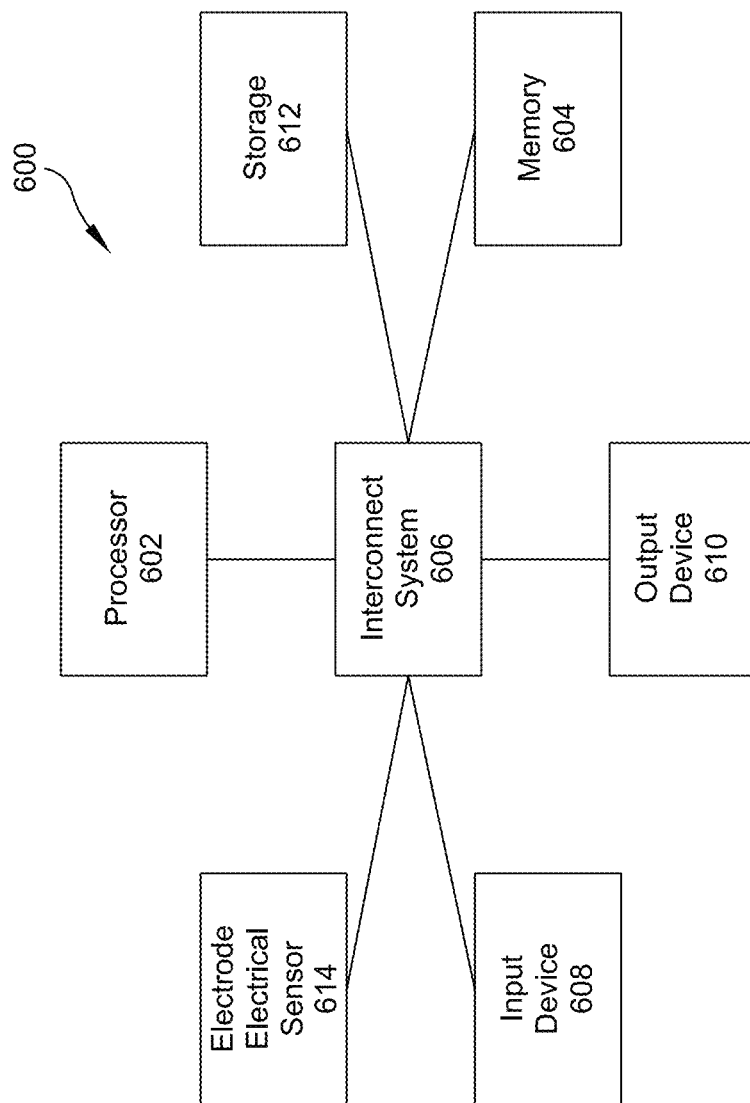 600
Electrode
Electrical
Sensor
614
Processor
602
Storage
612
Interconnect
System
606
Input
Device
608
Output
Device
610
Memory
604